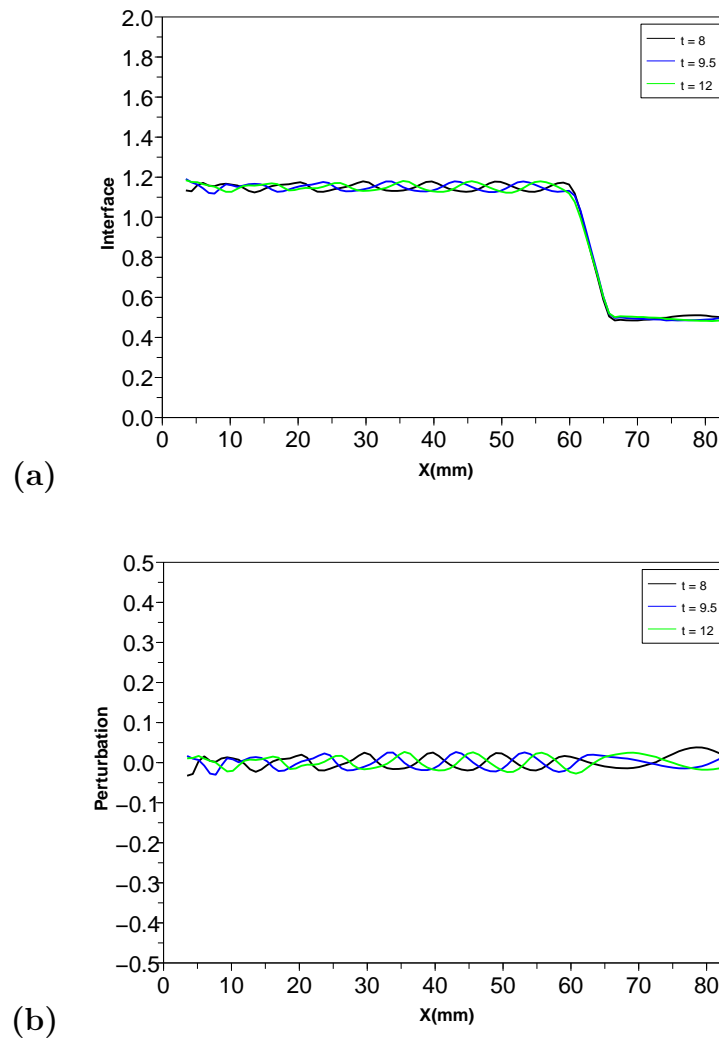 2.0
1.8
1.6
1.4
1.2
1.0
0.8
0.6
0.4
0.2
0.0
Interface
0 10 20 30 40 50 60 70 80
X(mm)
t = 8
t = 9.5
t = 12
(a)
0.5
0.4
0.3
0.2
0.1
0.0
−0.1
−0.2
−0.3
−0.4
−0.5
Perturbation
0 10 20 30 40 50 60 70 80
X(mm)
t = 8
t = 9.5
t = 12
(b)